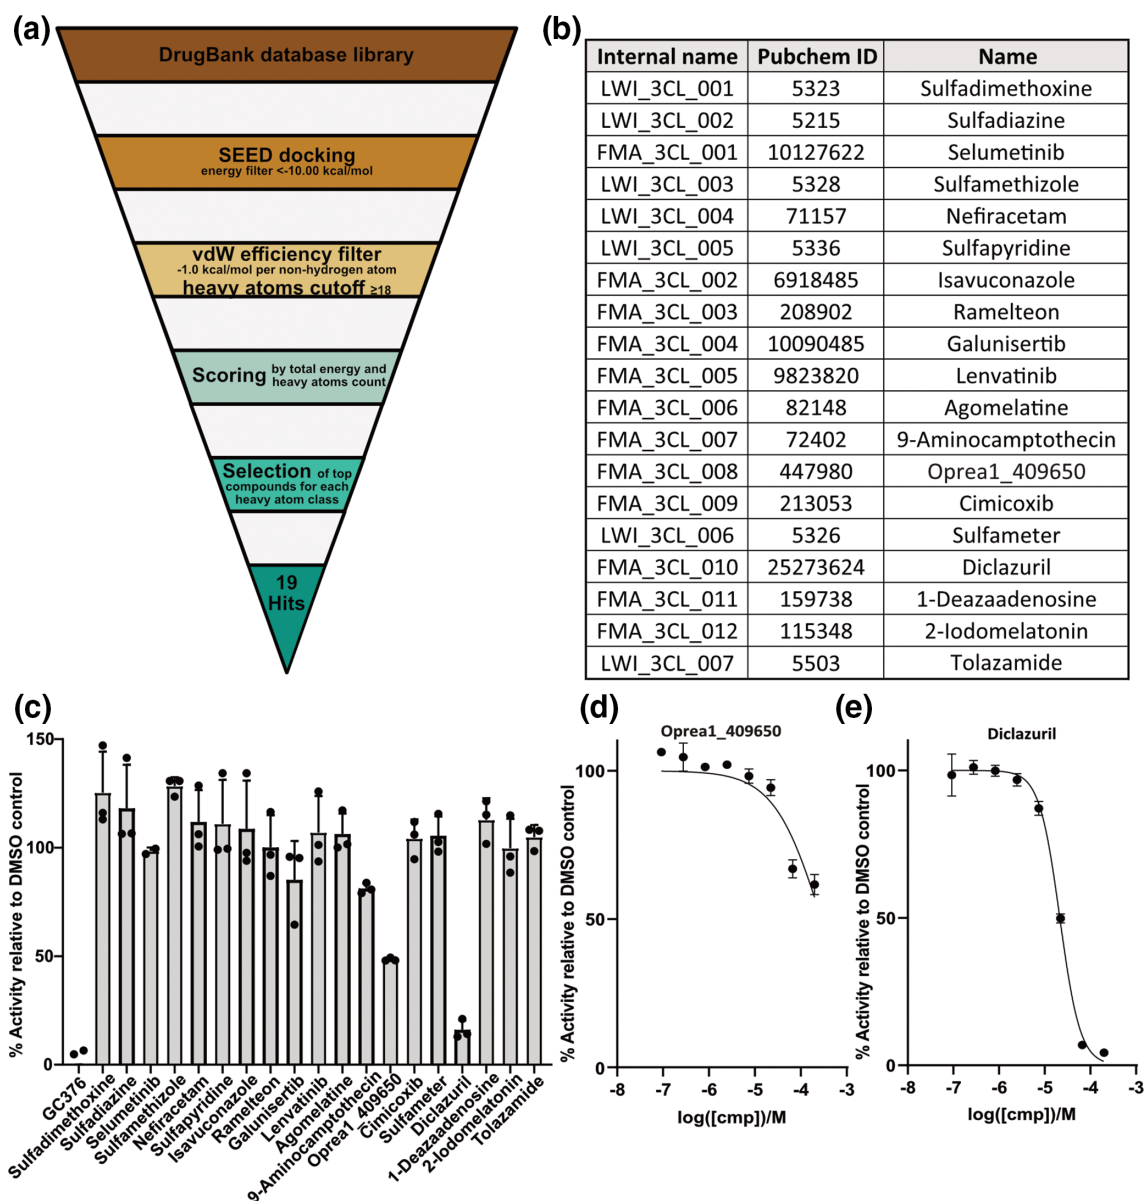 (a)
DrugBank database library
SEED docking
energy filter <-10.00 kcal/mol
vdW efficiency filter
-1.0 kcal/mol per non-hydrogen atom
heavy atoms cutoff ≥18
Scoring by total energy and
heavy atoms count
Selection of top
compounds for each
heavy atom class
19
Hits
(b)
Internal name Pubchem ID Name
LWI_3CL_001 5323 Sulfadimethoxine
LWI_3CL_002 5215 Sulfadiazine
FMA_3CL_001 10127622 Selumetinib
LWI_3CL_003 5328 Sulfamethizole
LWI_3CL_004 71157 Nefiracetam
LWI_3CL_005 5336 Sulfapyridine
FMA_3CL_002 6918485 Isavuconazole
FMA_3CL_003 208902 Ramelteon
FMA_3CL_004 10090485 Galunisertib
FMA_3CL_005 9823820 Lenvatinib
FMA_3CL_006 82148 Agomelatine
FMA_3CL_007 72402 9-Aminocamptothecin
FMA_3CL_008 447980 Oprea1_409650
FMA_3CL_009 213053 Cimicoxib
LWI_3CL_006 5326 Sulfameter
FMA_3CL_010 25273624 Diclazuril
FMA_3CL_011 159738 1-Deazaadenosine
FMA_3CL_012 115348 2-Iodomelatonin
LWI_3CL_007 5503 Tolazamide
(c)
% Activity relative to DMSO control
150
100
50
0
GC376
Sulfadimethoxine
Sulfadiazine
Selumetinib
Sulfamethizole
Nefiracetam
Sulfapyridine
Isavuconazole
Ramelteon
Galunisertib
Lenvatinib
Agomelatine
9-Aminocamptothecin
Oprea1_409650
Cimicoxib
Sulfameter
Diclazuril
1-Deazaadenosine
2-Iodomelatonin
Tolazamide
(d)
Oprea1_409650
% Activity relative to DMSO control
100
50
0
-8 -7 -6 -5 -4 -3
log([cmp])/M
(e)
Diclazuril
% Activity relative to DMSO control
100
50
0
-8 -7 -6 -5 -4 -3
log([cmp])/M